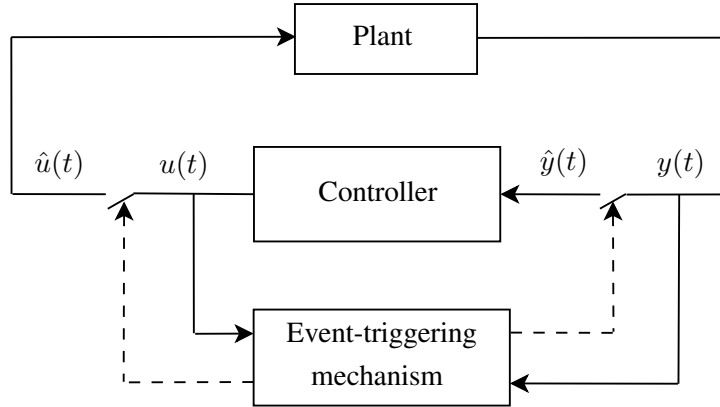 Plant
û(t)
u(t)
Controller
ŷ(t)
y(t)
Event-triggering
mechanism